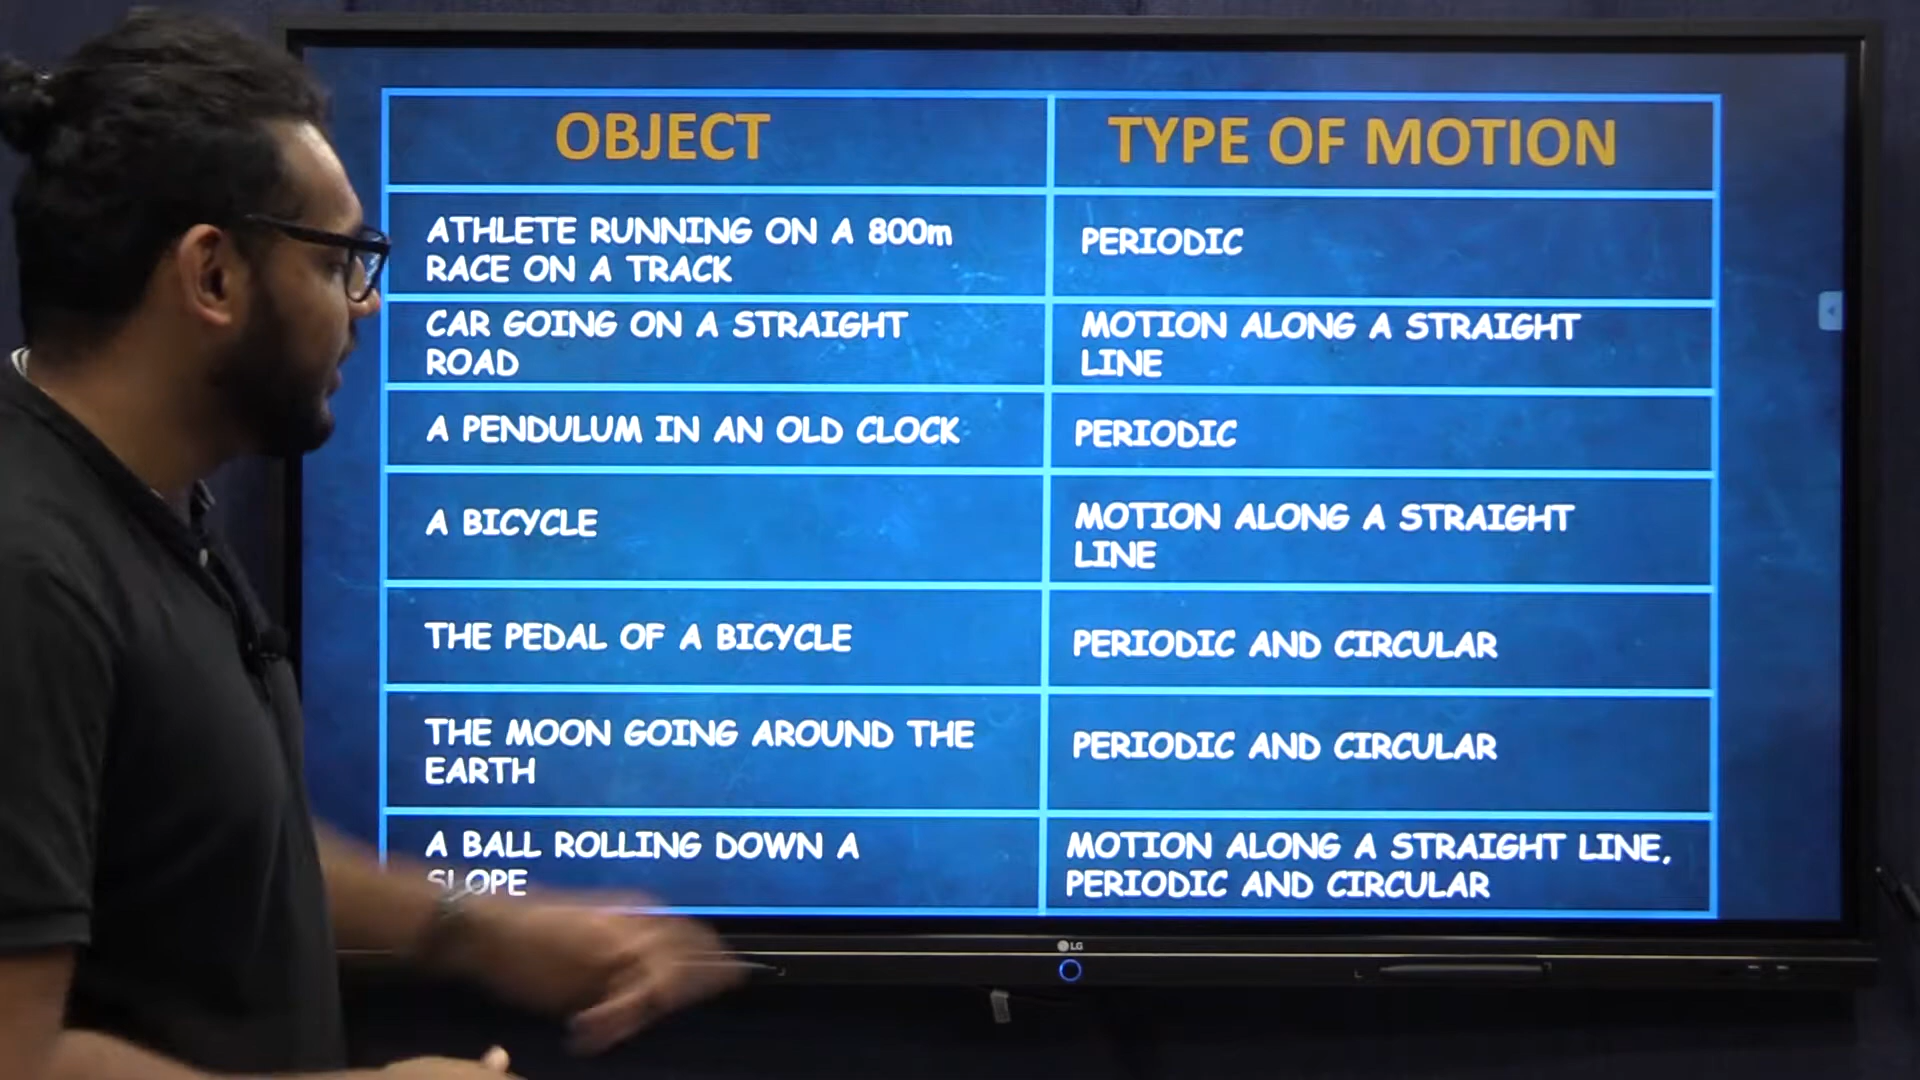 OBJECT
TYPE OF MOTION
ATHLETE RUNNING ON A 800m
RACE ON A TRACK
PERIODIC
CAR GOING ON A STRAIGHT
ROAD
MOTION ALONG A STRAIGHT
LINE
A PENDULUM IN AN OLD CLOCK
PERIODIC
A BICYCLE
MOTION ALONG A STRAIGHT
LINE
THE PEDAL OF A BICYCLE
PERIODIC AND CIRCULAR
THE MOON GOING AROUND THE
EARTH
PERIODIC AND CIRCULAR
A BALL ROLLING DOWN A
SLOPE
MOTION ALONG A STRAIGHT LINE,
PERIODIC AND CIRCULAR
LG